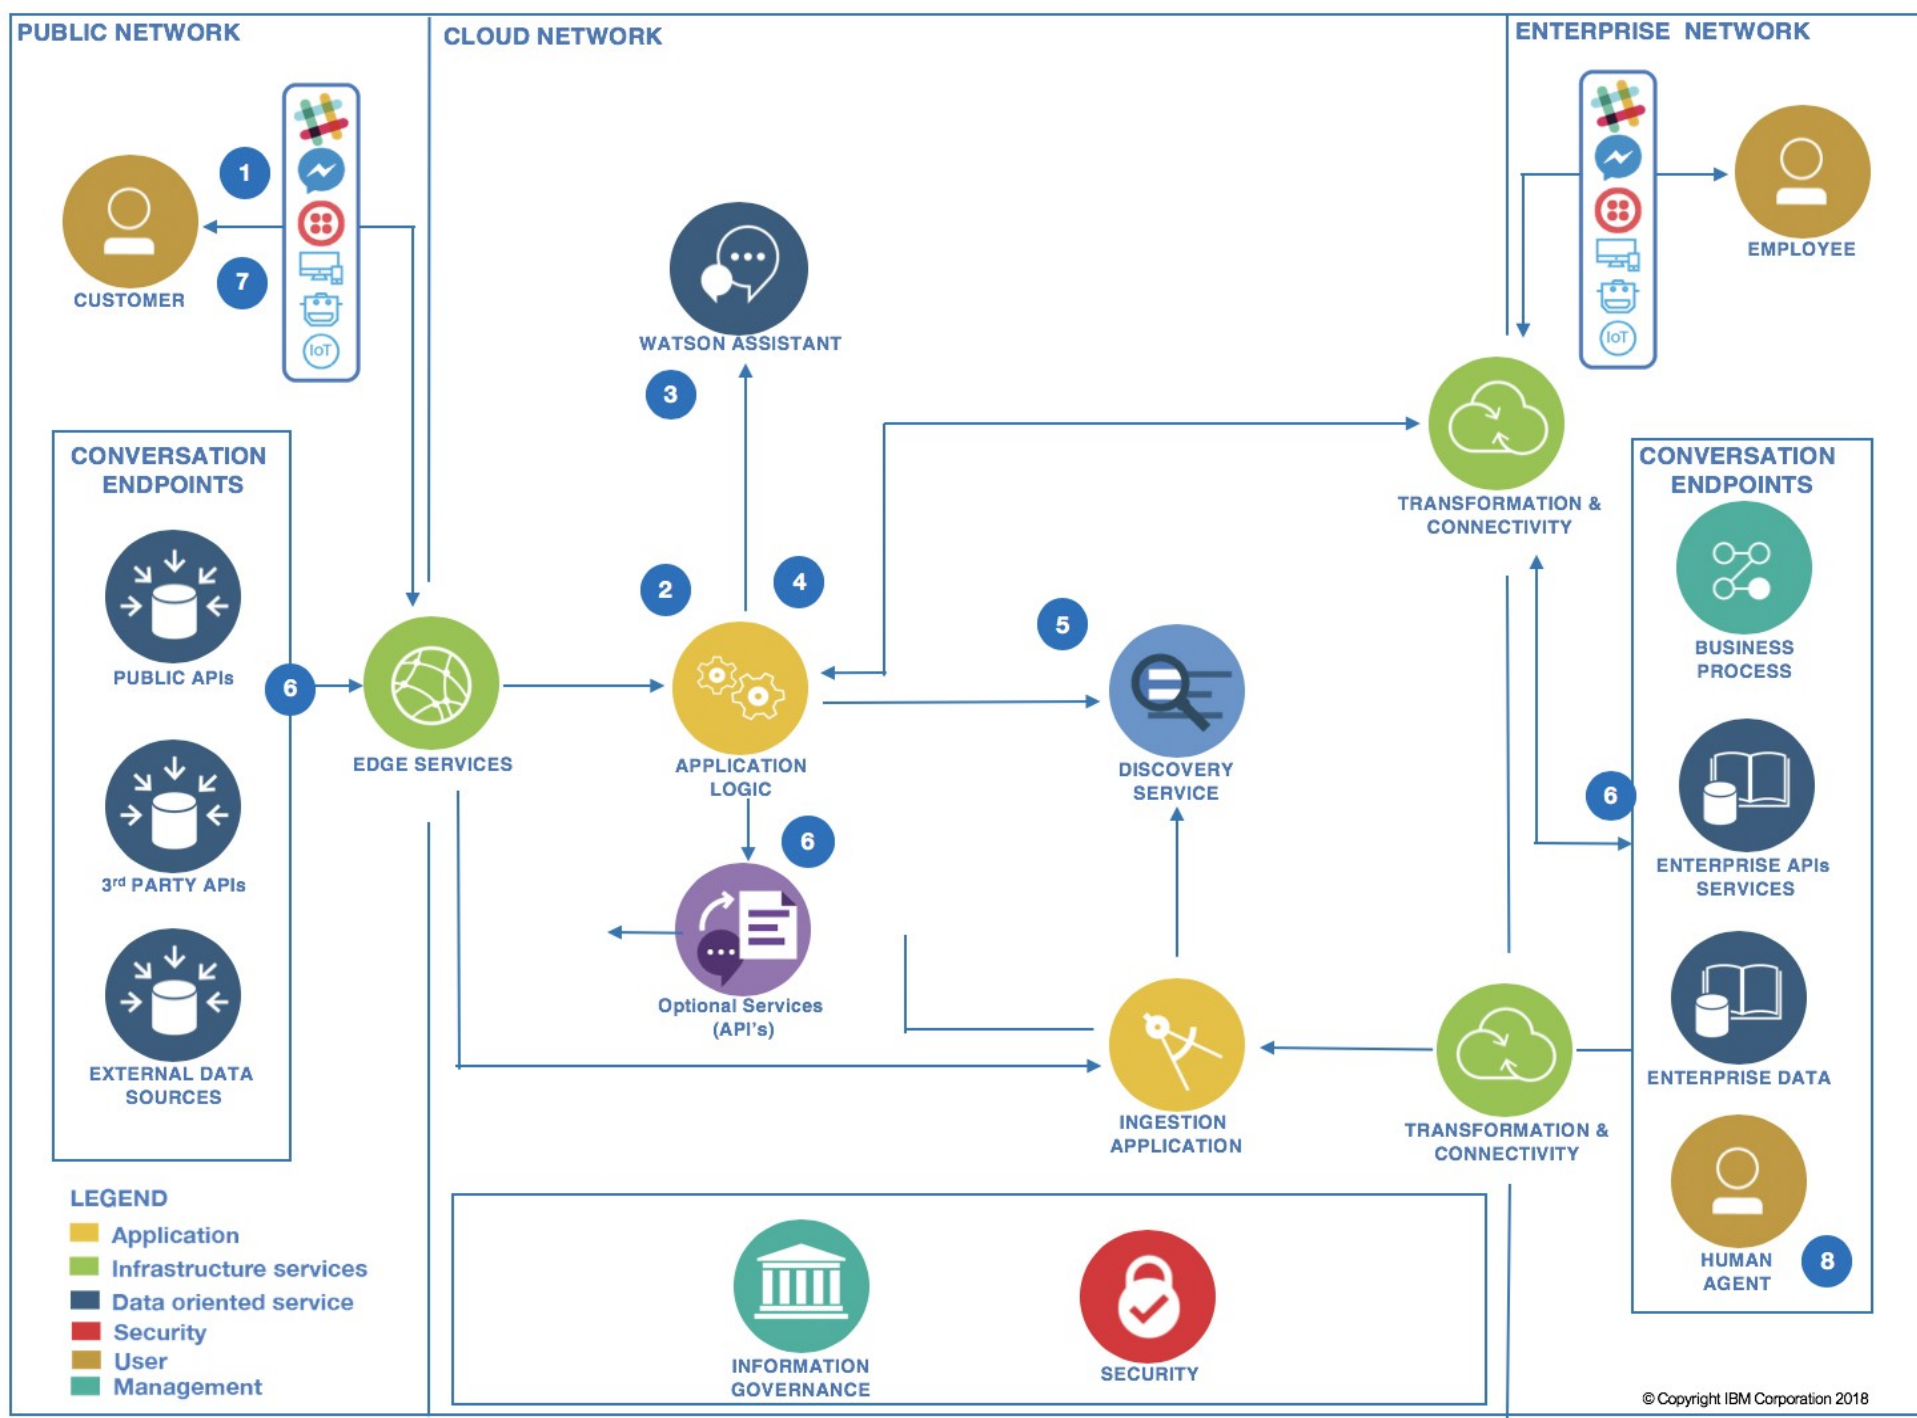 PUBLIC NETWORK
CLOUD NETWORK
ENTERPRISE NETWORK
1
7
CUSTOMER
IoT
WATSON ASSISTANT
3
IoT
EMPLOYEE
CONVERSATION
ENDPOINTS
PUBLIC APIs
6
3rd PARTY APIs
EXTERNAL DATA
SOURCES
EDGE SERVICES
2
4
APPLICATION
LOGIC
6
Optional Services
(API's)
5
DISCOVERY
SERVICE
INGESTION
APPLICATION
TRANSFORMATION &
CONNECTIVITY
TRANSFORMATION &
CONNECTIVITY
CONVERSATION
ENDPOINTS
BUSINESS
PROCESS
6
ENTERPRISE APIs
SERVICES
ENTERPRISE DATA
HUMAN
AGENT
8
LEGEND
Application
Infrastructure services
Data oriented service
Security
User
Management
INFORMATION
GOVERNANCE
SECURITY
© Copyright IBM Corporation 2018